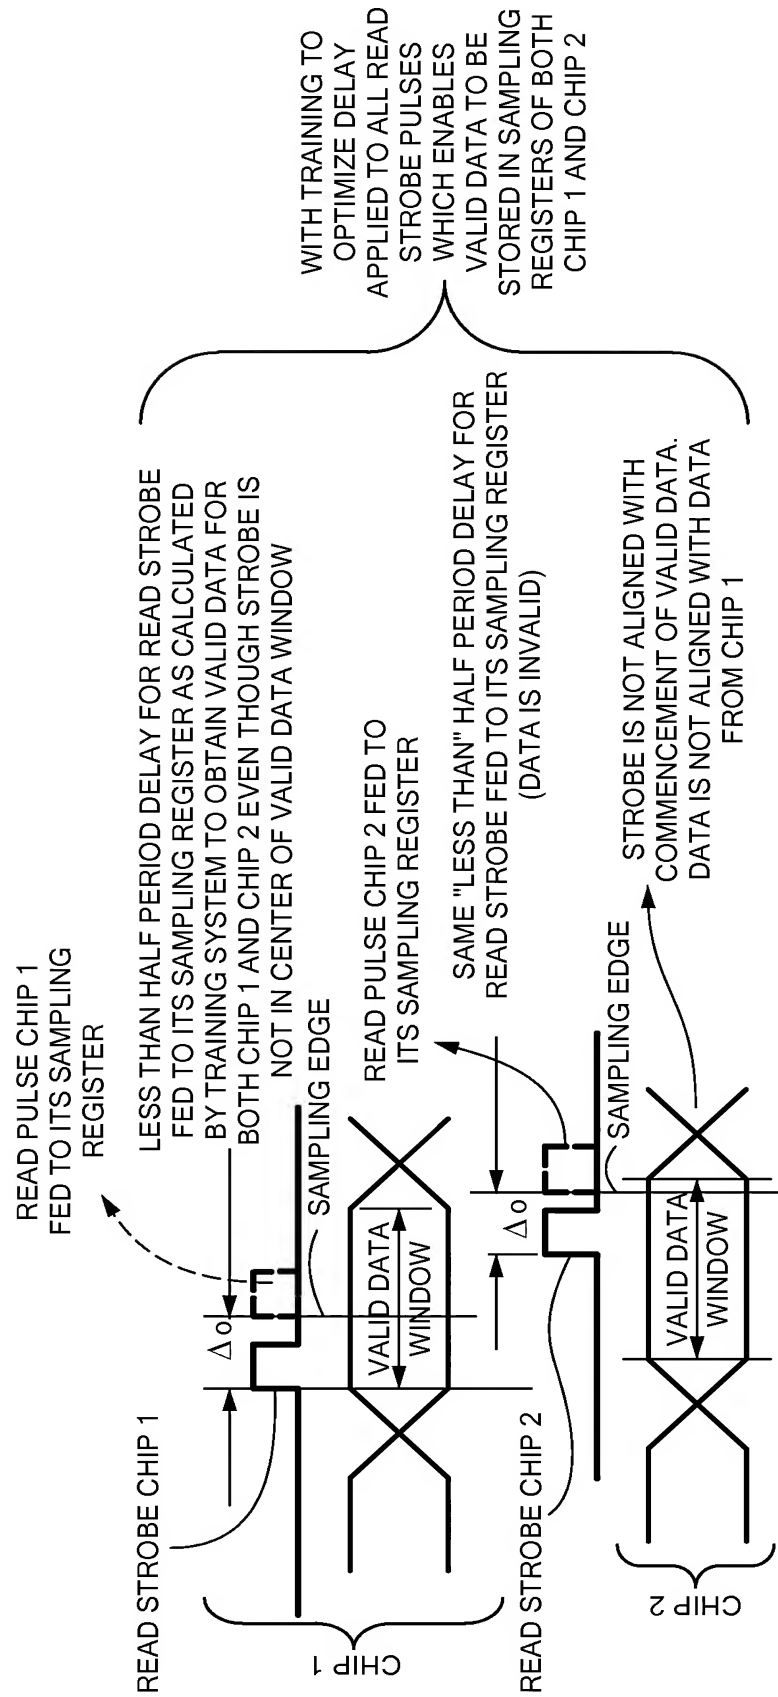 READ STROBE CHIP 1
READ PULSE CHIP 1
FED TO ITS SAMPLING
REGISTER
Δo
LESS THAN HALF PERIOD DELAY FOR READ STROBE
FED TO ITS SAMPLING REGISTER AS CALCULATED
BY TRAINING SYSTEM TO OBTAIN VALID DATA FOR
BOTH CHIP 1 AND CHIP 2 EVEN THOUGH STROBE IS
NOT IN CENTER OF VALID DATA WINDOW
SAMPLING EDGE
CHIP 1
VALID DATA
WINDOW
READ PULSE CHIP 2 FED TO
ITS SAMPLING REGISTER
READ STROBE CHIP 2
Δo
SAME "LESS THAN" HALF PERIOD DELAY FOR
READ STROBE FED TO ITS SAMPLING REGISTER
(DATA IS INVALID)
SAMPLING EDGE
CHIP 2
VALID DATA
WINDOW
STROBE IS NOT ALIGNED WITH
COMMENCEMENT OF VALID DATA.
DATA IS NOT ALIGNED WITH DATA
FROM CHIP 1
WITH TRAINING TO
OPTIMIZE DELAY
APPLIED TO ALL READ
STROBE PULSES
WHICH ENABLES
VALID DATA TO BE
STORED IN SAMPLING
REGISTERS OF BOTH
CHIP 1 AND CHIP 2